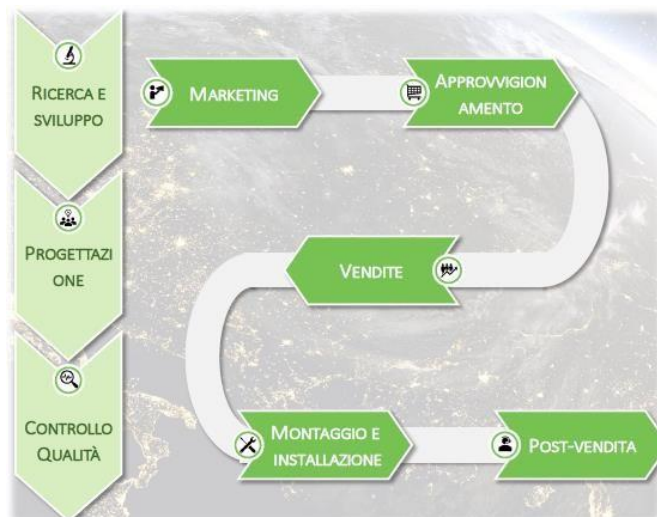 RICERCA E
SVILUPPO
PROGETTAZI
ONE
CONTROLLO
QUALITÀ
MARKETING
APPROVVIGION
AMENTO
VENDITE
MONTAGGIO E
INSTALLAZIONE
POST-VENDITA